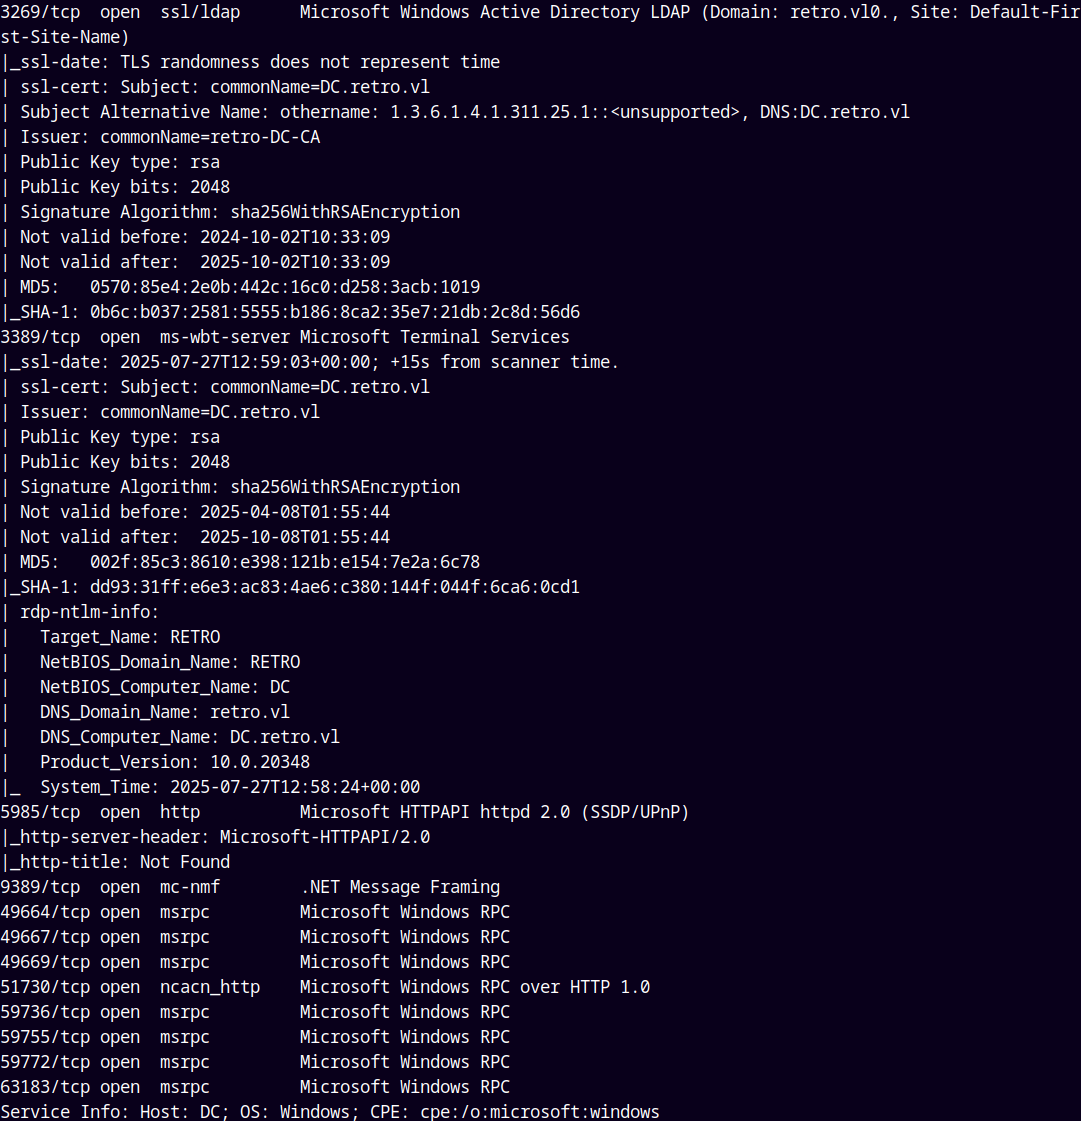 3269/tcp  open  ssl/ldap      Microsoft Windows Active Directory LDAP (Domain: retro.vl0., Site: Default-Fir
st-Site-Name)
|_ssl-date: TLS randomness does not represent time
| ssl-cert: Subject: commonName=DC.retro.vl
| Subject Alternative Name: othername: 1.3.6.1.4.1.311.25.1::<unsupported>, DNS:DC.retro.vl
| Issuer: commonName=retro-DC-CA
| Public Key type: rsa
| Public Key bits: 2048
| Signature Algorithm: sha256WithRSAEncryption
| Not valid before: 2024-10-02T10:33:09
| Not valid after:  2025-10-02T10:33:09
| MD5:   0570:85e4:2e0b:442c:16c0:d258:3acb:1019
|_SHA-1: 0b6c:b037:2581:5555:b186:8ca2:35e7:21db:2c8d:56d6
3389/tcp  open  ms-wbt-server Microsoft Terminal Services
|_ssl-date: 2025-07-27T12:59:03+00:00; +15s from scanner time.
| ssl-cert: Subject: commonName=DC.retro.vl
| Issuer: commonName=DC.retro.vl
| Public Key type: rsa
| Public Key bits: 2048
| Signature Algorithm: sha256WithRSAEncryption
| Not valid before: 2025-04-08T01:55:44
| Not valid after:  2025-10-08T01:55:44
| MD5:   002f:85c3:8610:e398:121b:e154:7e2a:6c78
|_SHA-1: dd93:31ff:e6e3:ac83:4ae6:c380:144f:044f:6ca6:0cd1
| rdp-ntlm-info:
|   Target_Name: RETRO
|   NetBIOS_Domain_Name: RETRO
|   NetBIOS_Computer_Name: DC
|   DNS_Domain_Name: retro.vl
|   DNS_Computer_Name: DC.retro.vl
|   Product_Version: 10.0.20348
|_  System_Time: 2025-07-27T12:58:24+00:00
5985/tcp  open  http          Microsoft HTTPAPI httpd 2.0 (SSDP/UPnP)
|_http-server-header: Microsoft-HTTPAPI/2.0
|_http-title: Not Found
9389/tcp  open  mc-nmf        .NET Message Framing
49664/tcp open  msrpc         Microsoft Windows RPC
49667/tcp open  msrpc         Microsoft Windows RPC
49669/tcp open  msrpc         Microsoft Windows RPC
51730/tcp open  ncacn_http    Microsoft Windows RPC over HTTP 1.0
59736/tcp open  msrpc         Microsoft Windows RPC
59755/tcp open  msrpc         Microsoft Windows RPC
59772/tcp open  msrpc         Microsoft Windows RPC
63183/tcp open  msrpc         Microsoft Windows RPC
Service Info: Host: DC; OS: Windows; CPE: cpe:/o:microsoft:windows